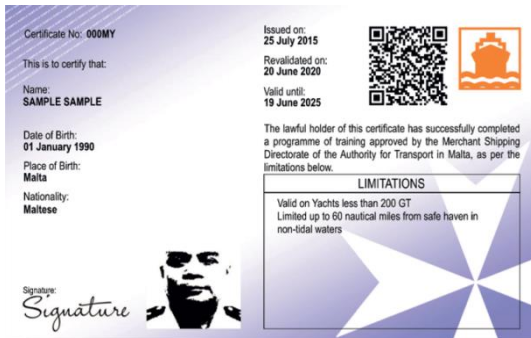 Certificate No: 000MY
This is to certify that:
Name:
SAMPLE SAMPLE
Date of Birth:
01 January 1990
Place of Birth:
Malta
Nationality:
Maltese
Signature:
Signature
Issued on:
25 July 2015
Revalidated on:
20 June 2020
Valid until:
19 June 2025
The lawful holder of this certificate has successfully completed
a programme of training approved by the Merchant Shipping
Directorate of the Authority for Transport in Malta, as per the
limitations below.
LIMITATIONS
Valid on Yachts less than 200 GT
Limited up to 60 nautical miles from safe haven in
non-tidal waters